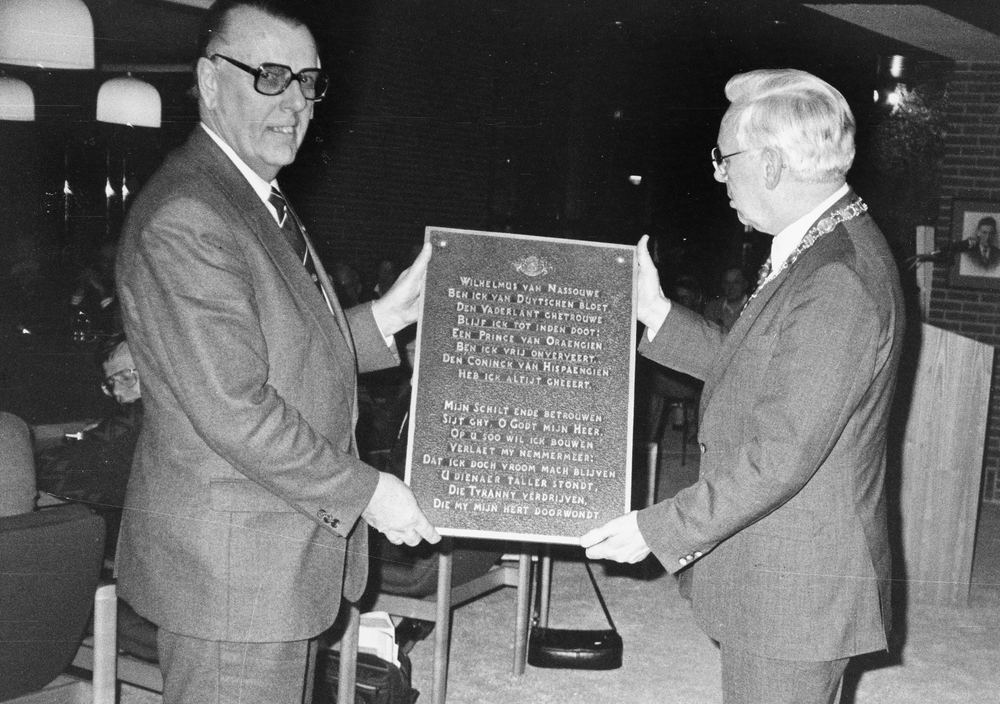 WILHELMUS VAN NASSOUWE
BEN ICK VAN DUYTSCHEN BLOET
DEN VADERLANT GHETROUWE
BLIJF ICK TOT INDEN DOOT:
EEN PRINCE VAN ORAENGIEN
BEN ICK VRIJ ONVERVEERT,
DEN CONINCK VAN HISPAENGIEN
HEB ICK ALTIJT GHEEERT.
MIJN SCHILT ENDE BETROUWEN
SIJT GHY, O GODT MIJN HEER,
OP U SOO WIL ICK BOUWEN
VERLAET MY NEMMERMEER:
DAT ICK DOCH VROOM MACH BLIJVEN
U DIENAER TALLER STONDT,
DIE TYRANNY VERDRIJVEN,
DIE MY MIJN HERT DOORWONDT